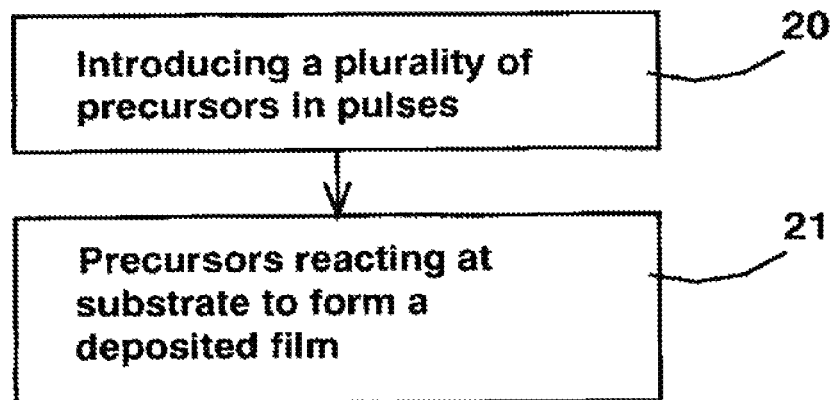 20
Introducing a plurality of
precursors in pulses
21
Precursors reacting at
substrate to form a
deposited film